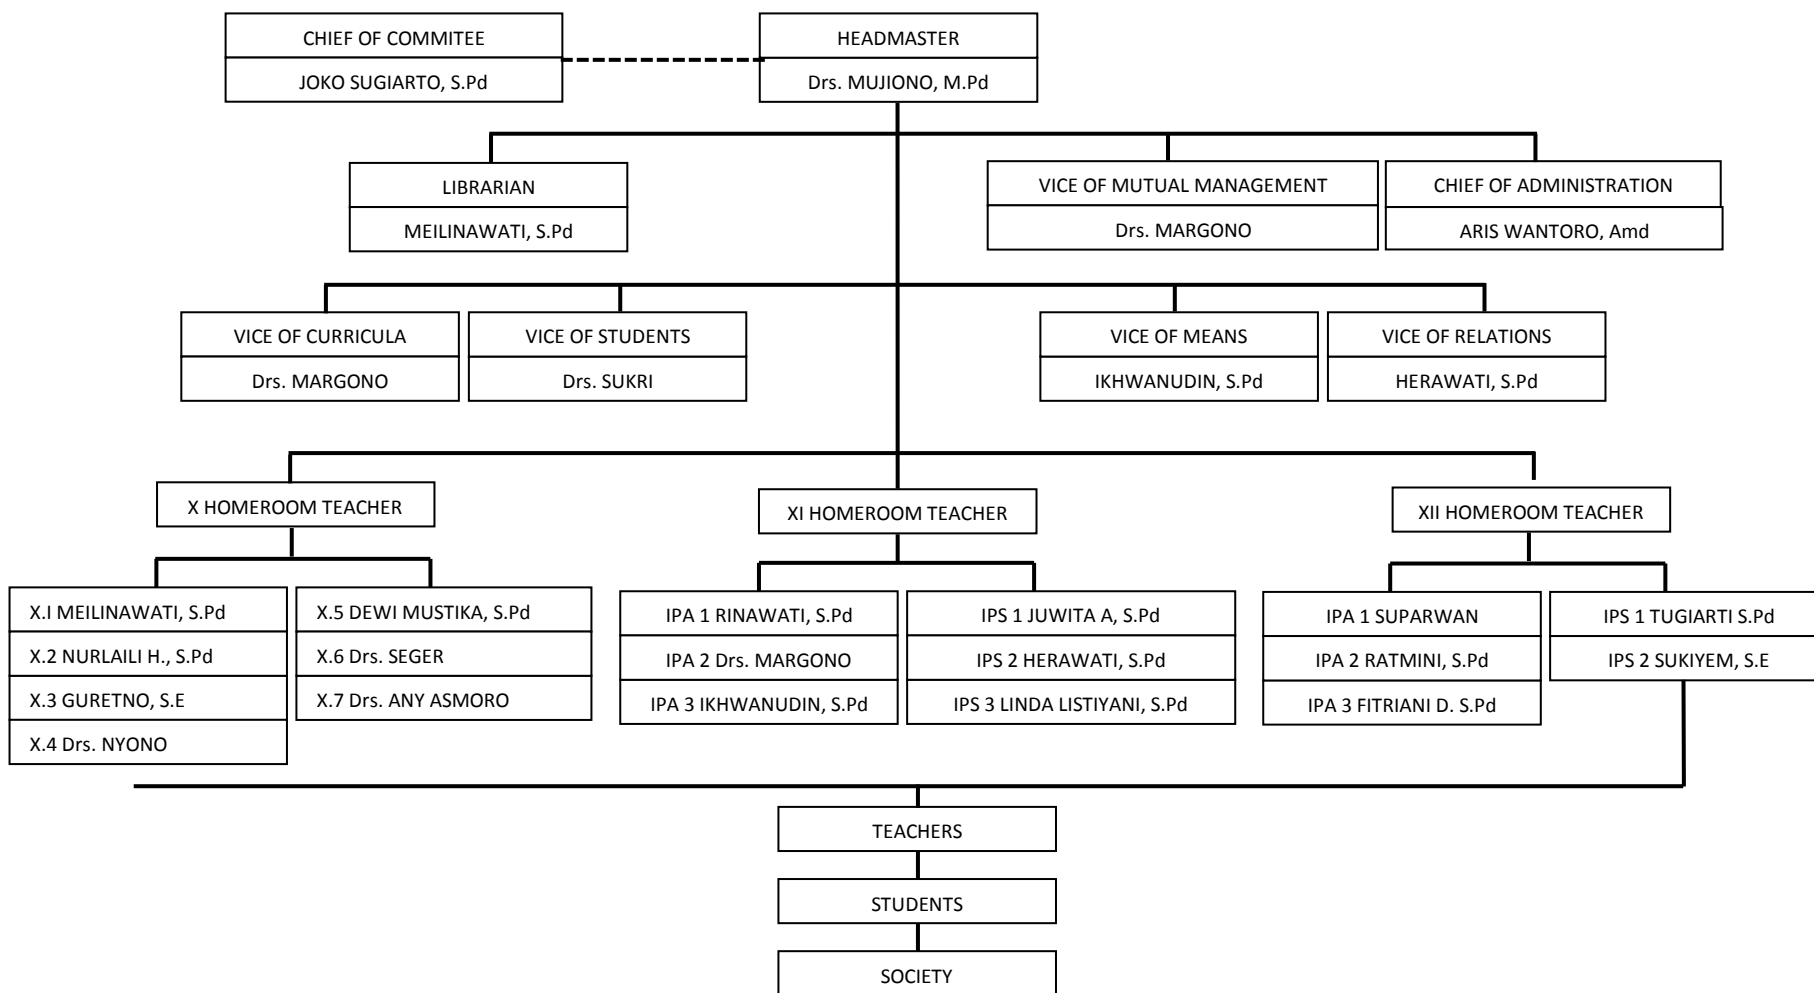 CHIEF OF COMMITEE
JOKO SUGIARTO, S.Pd
HEADMASTER
Drs. MUJIONO, M.Pd
LIBRARIAN
MEILINAWATI, S.Pd
VICE OF MUTUAL MANAGEMENT
Drs. MARGONO
CHIEF OF ADMINISTRATION
ARIS WANTORO, Amd
VICE OF CURRICULA
Drs. MARGONO
VICE OF STUDENTS
Drs. SUKRI
VICE OF MEANS
IKHWANUDIN, S.Pd
VICE OF RELATIONS
HERAWATI, S.Pd
X HOMEROOM TEACHER
XI HOMEROOM TEACHER
XII HOMEROOM TEACHER
X.I MEILINAWATI, S.Pd
X.2 NURLAILI H., S.Pd
X.3 GURETNO, S.E
X.4 Drs. NYONO
X.5 DEWI MUSTIKA, S.Pd
X.6 Drs. SEGER
X.7 Drs. ANY ASMORO
IPA 1 RINAWATI, S.Pd
IPA 2 Drs. MARGONO
IPA 3 IKHWANUDIN, S.Pd
IPS 1 JUWITA A, S.Pd
IPS 2 HERAWATI, S.Pd
IPS 3 LINDA LISTIYANI, S.Pd
IPA 1 SUPARWAN
IPA 2 RATMINI, S.Pd
IPA 3 FITRIANI D. S.Pd
IPS 1 TUGIARTI S.Pd
IPS 2 SUKIYEM, S.E
TEACHERS
STUDENTS
SOCIETY